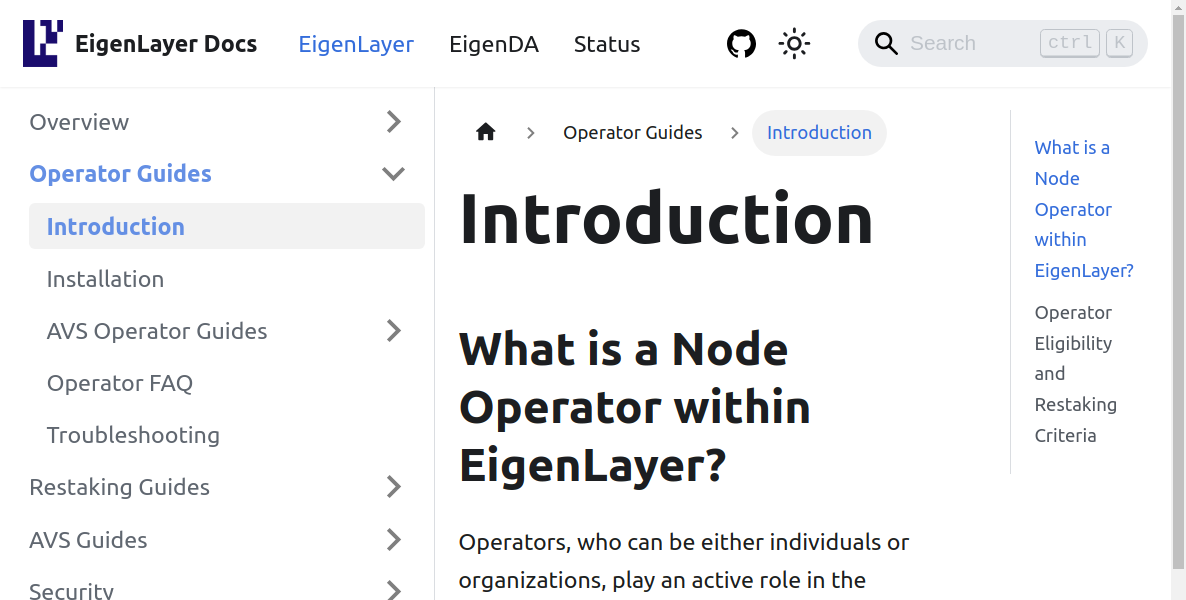 EigenLayer Docs
EigenLayer
EigenDA
Status
Search
ctrl K
Overview
Operator Guides
Introduction
Installation
AVS Operator Guides
Operator FAQ
Troubleshooting
Restaking Guides
AVS Guides
Security
Operator Guides
Introduction
Introduction
What is a Node
Operator within
EigenLayer?
Operators, who can be either individuals or
organizations, play an active role in the
What is a
Node
Operator
within
EigenLayer?
Operator
Eligibility
and
Restaking
Criteria